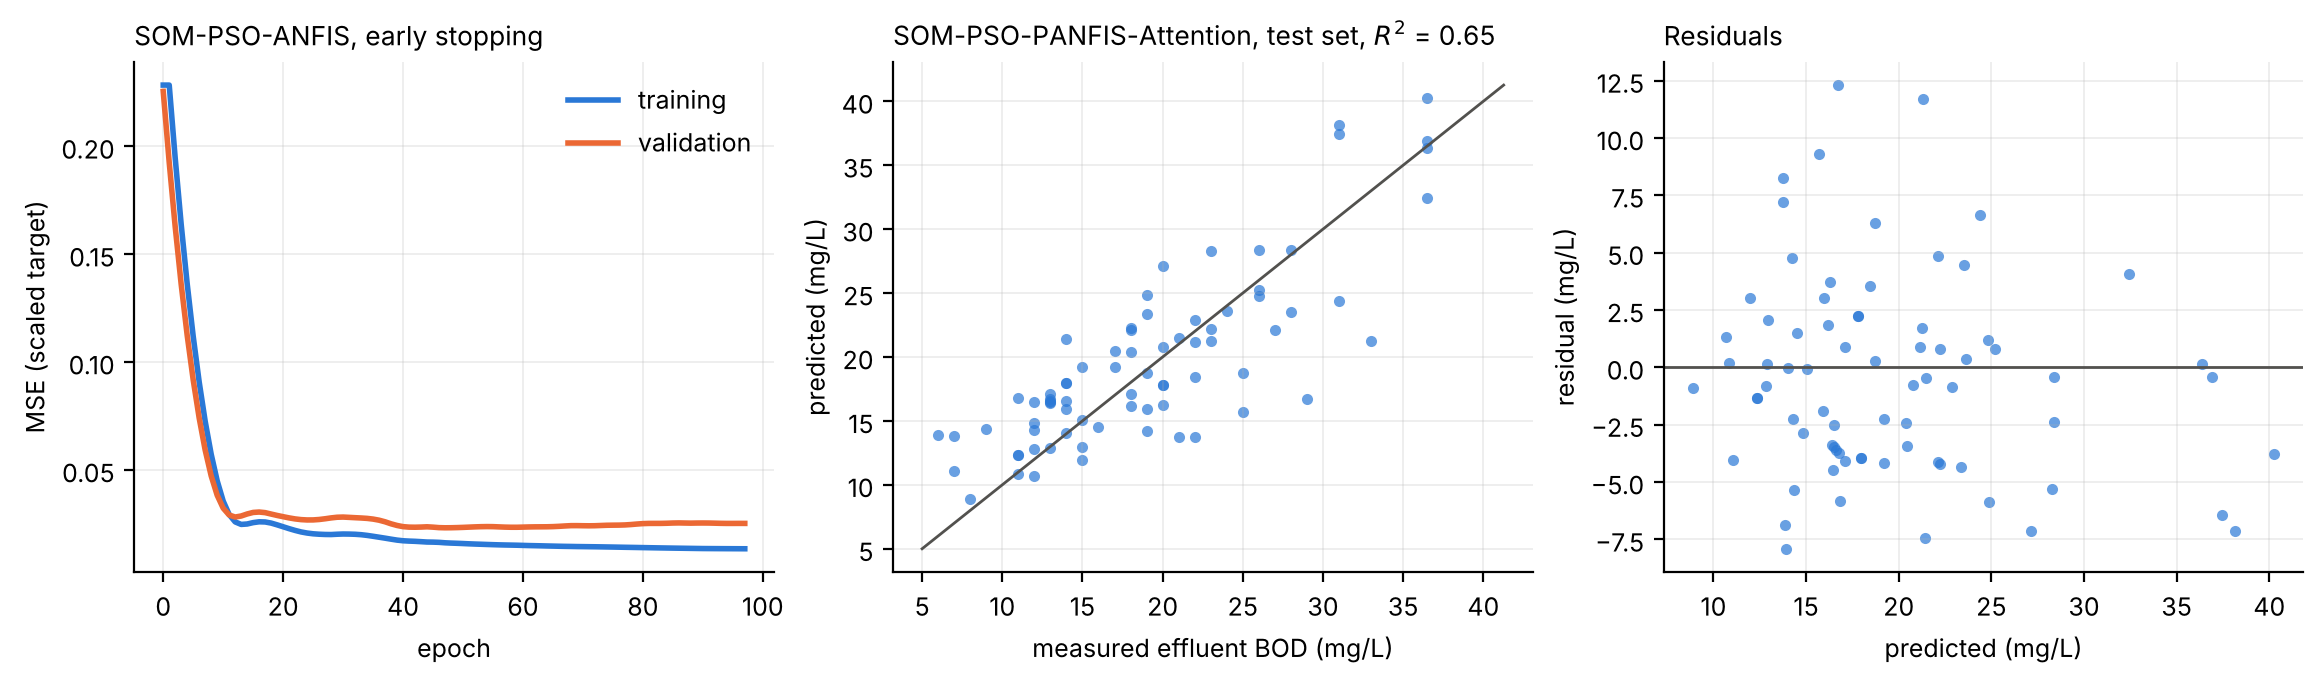 SOM-PSO-ANFIS, early stopping
training
validation
MSE (scaled target)
0.20
0.15
0.10
0.05
0 20 40 60 80 100
epoch
SOM-PSO-PANFIS-Attention, test set, R² = 0.65
predicted (mg/L)
40
35
30
25
20
15
10
5
5 10 15 20 25 30 35 40
measured effluent BOD (mg/L)
Residuals
residual (mg/L)
12.5
10.0
7.5
5.0
2.5
0.0
−2.5
−5.0
−7.5
10 15 20 25 30 35 40
predicted (mg/L)